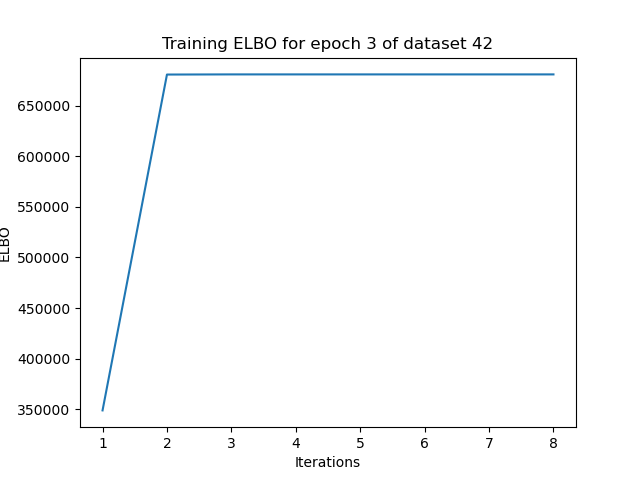 Training ELBO for epoch 3 of dataset 42
650000
600000
550000
500000
450000
400000
350000
ELBO
1 2 3 4 5 6 7 8
Iterations